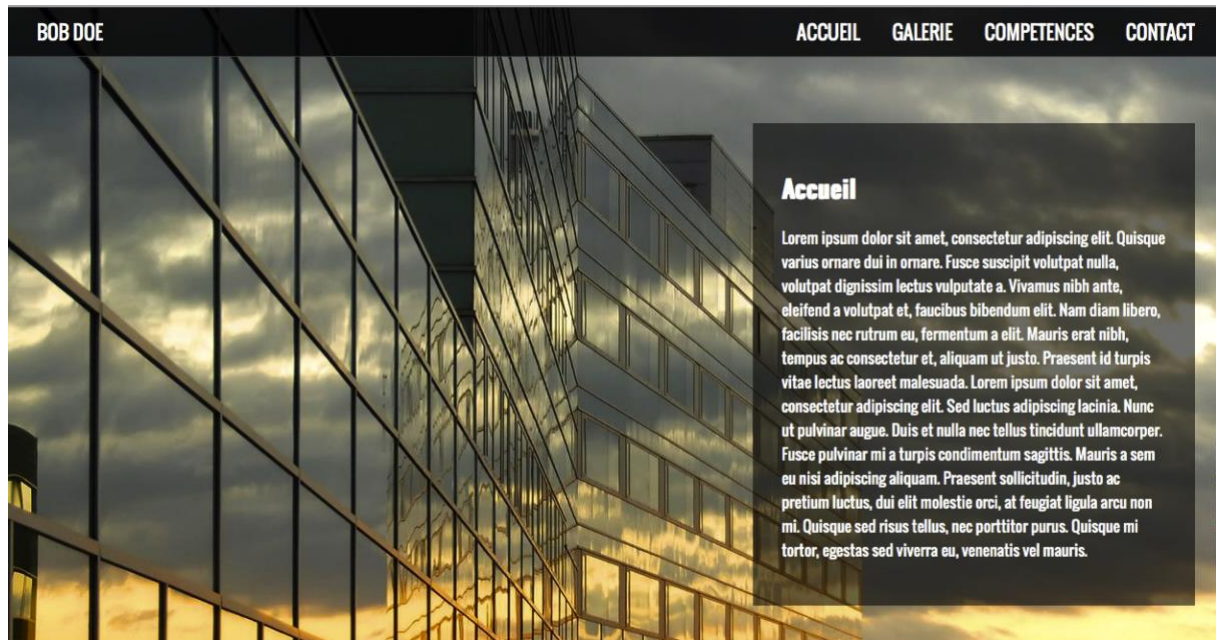 BOB DOE
ACCUEIL GALERIE COMPETENCES CONTACT
Accueil
Lorem ipsum dolor sit amet, consectetur adipiscing elit. Quisque
varius ornare dui in ornare. Fusce suscipit volutpat nulla,
volutpat dignissim lectus vulputate a. Vivamus nibh ante,
eleifend a volutpat et, faucibus bibendum elit. Nam diam libero,
facilisis nec rutrum eu, fermentum a elit. Mauris erat nibh,
tempus ac consectetur et, aliquam ut justo. Praesent id turpis
vitae lectus laoreet malesuada. Lorem ipsum dolor sit amet,
consectetur adipiscing elit. Sed luctus adipiscing lacinia. Nunc
ut pulvinar augue. Duis et nulla nec tellus tincidunt ullamcorper.
Fusce pulvinar mi a turpis condimentum sagittis. Mauris a sem
eu nisi adipiscing aliquam. Praesent sollicitudin, justo ac
pretium luctus, dui elit molestie orci, at feugiat ligula arcu non
mi. Quisque sed risus tellus, nec porttitor purus. Quisque mi
tortor, egestas sed viverra eu, venenatis vel mauris.